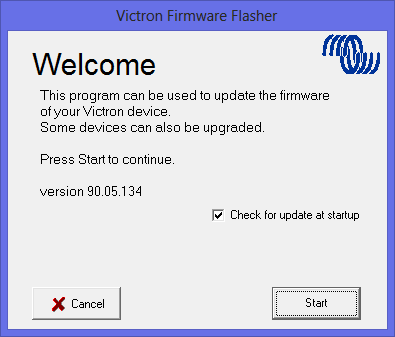 Victron Firmware Flasher
Welcome
This program can be used to update the firmware
of your Victron device.
Some devices can also be upgraded.
Press Start to continue.
version 90.05.134
Check for update at startup
Cancel
Start